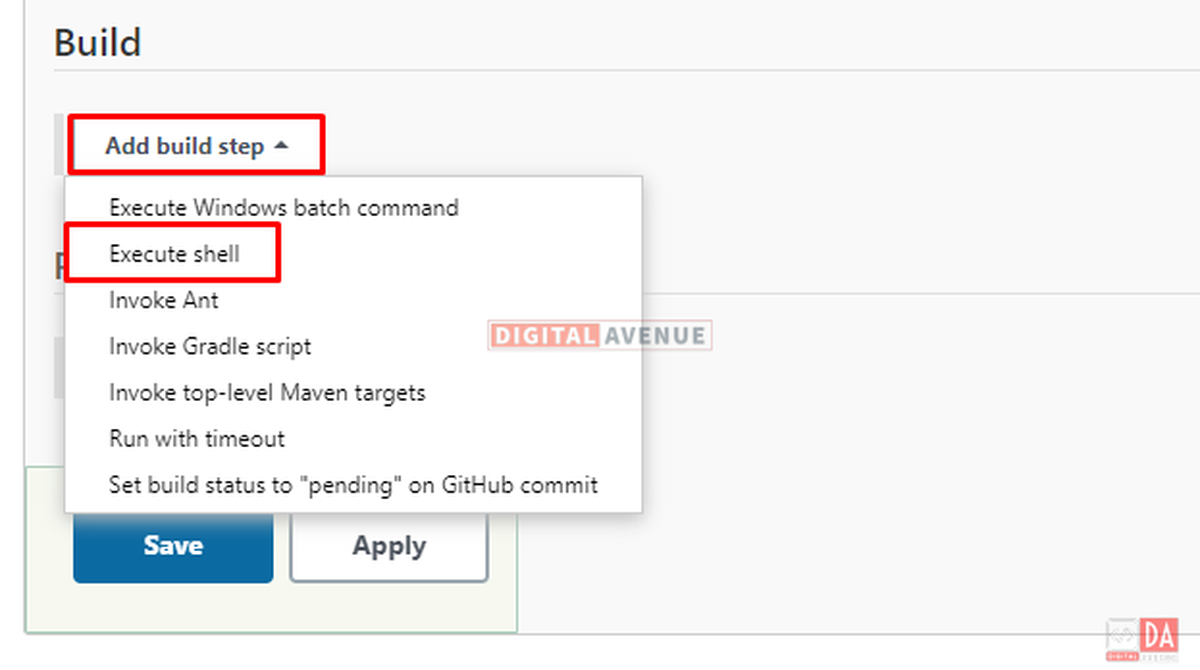 Build
Add build step
Execute Windows batch command
Execute shell
Invoke Ant
Invoke Gradle script
DIGITAL AVENUE
Invoke top-level Maven targets
Run with timeout
Set build status to "pending" on GitHub commit
Save
Apply
DA